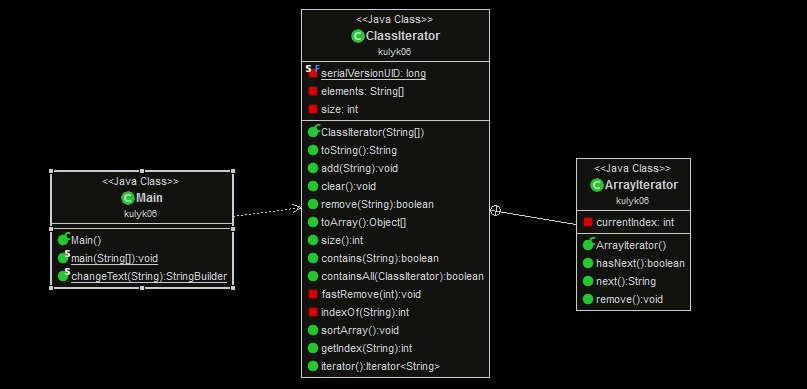 <<Java Class>>
Main
kulyk06
Main()
main(String[]):void
changeText(String):StringBuilder
<<Java Class>>
ClassIterator
kulyk06
serialVersionUID: long
elements: String[]
size: int
ClassIterator(String[])
toString():String
add(String):void
clear():void
remove(String):boolean
toArray():Object[]
size():int
contains(String):boolean
containsAll(ClassIterator):boolean
fastRemove(int):void
indexOf(String):int
sortArray():void
getIndex(String):int
iterator():Iterator<String>
<<Java Class>>
ArrayIterator
kulyk06
currentIndex: int
ArrayIterator()
hasNext():boolean
next():String
remove():void